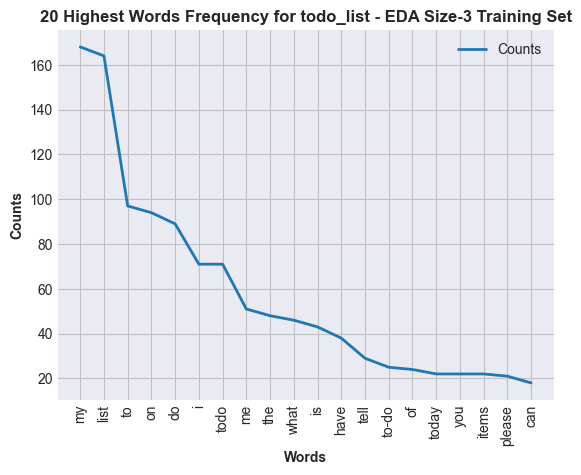 20 Highest Words Frequency for todo_list - EDA Size-3 Training Set
Counts
160
140
120
100
80
60
40
20
Counts
my
list
to
on
do
i
todo
me
the
what
is
have
tell
to-do
of
today
you
items
please
can
Words